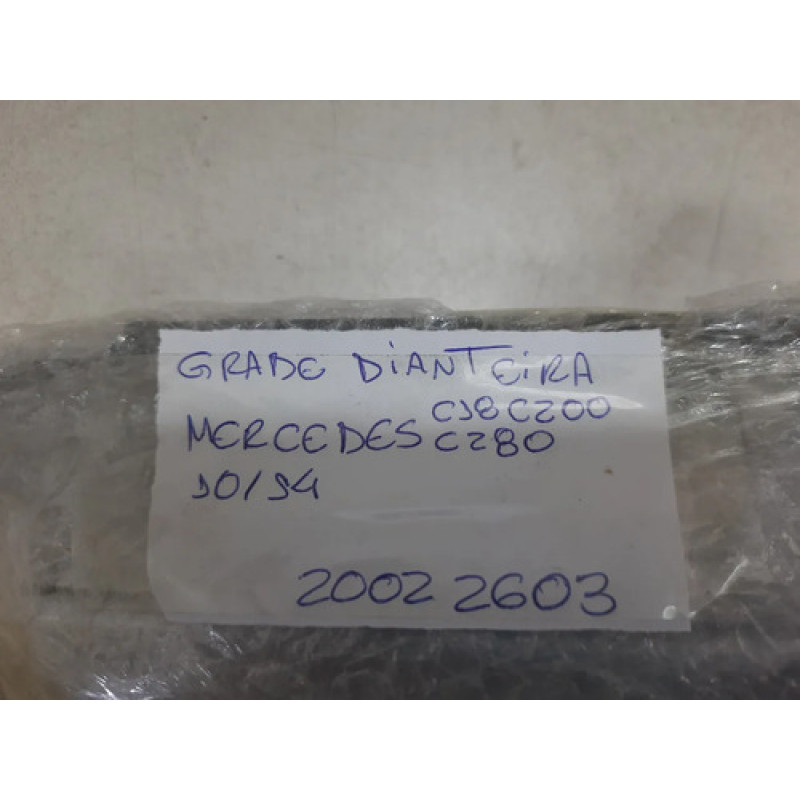 GRADE DIANTEIRA
MERCEDES C18 C200
C280
10/14
20022603